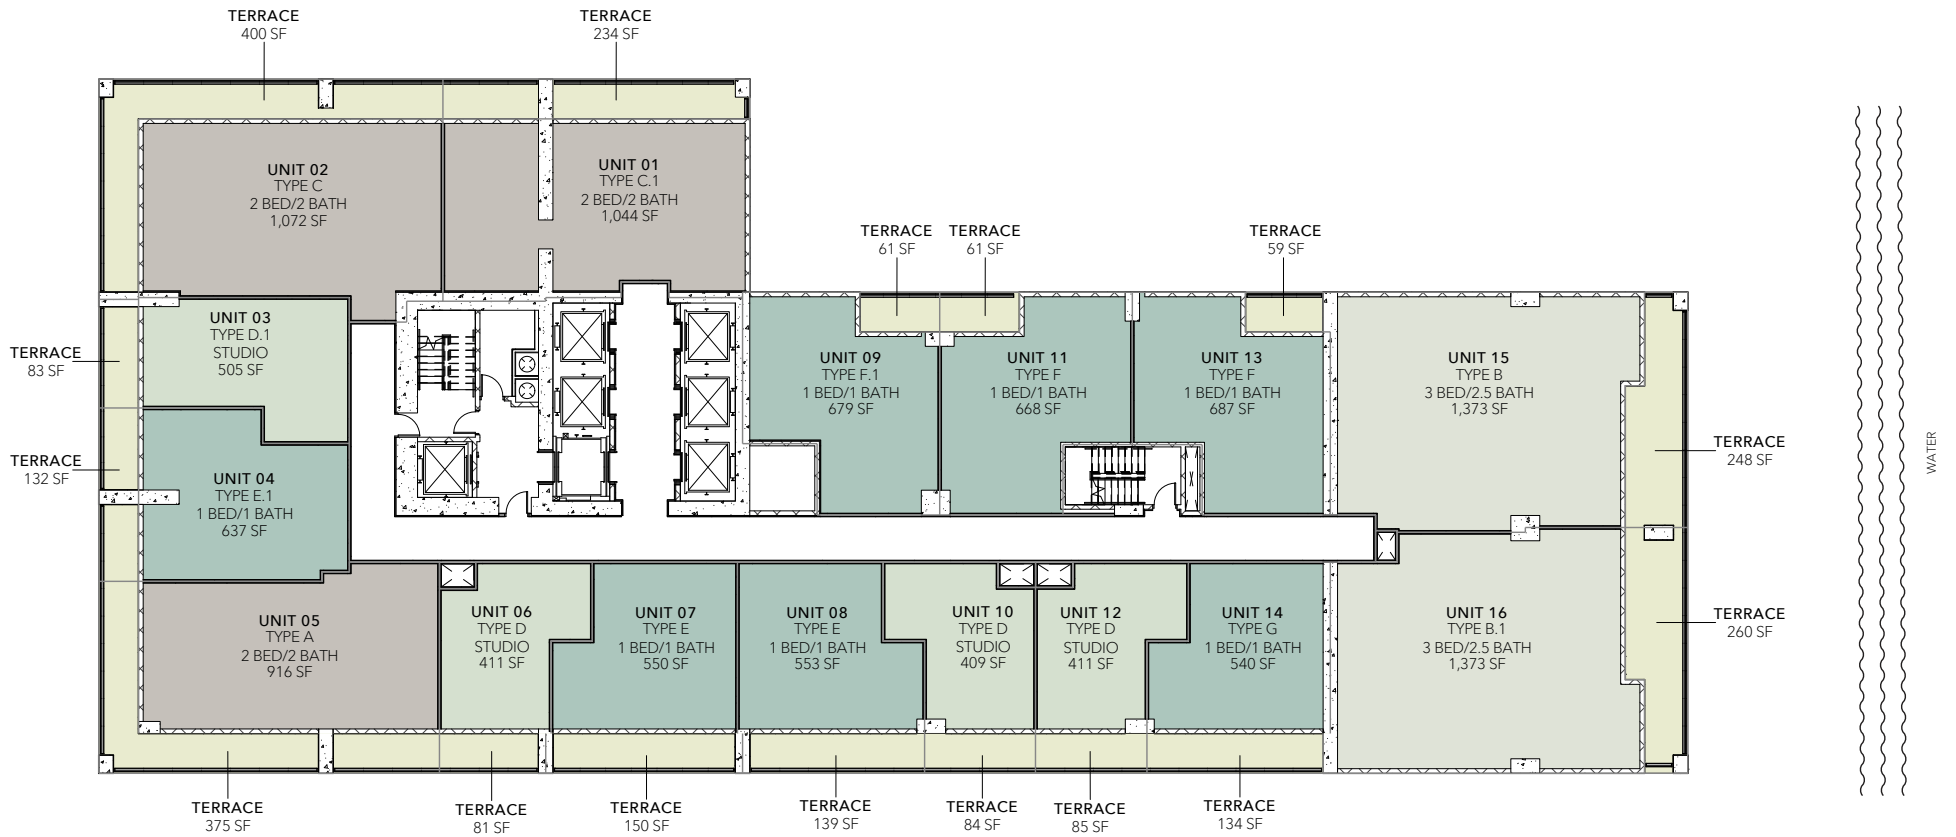 TERRACE
400 SF
TERRACE
234 SF
UNIT 02
TYPE C
2 BED/2 BATH
1,072 SF
UNIT 01
TYPE C.1
2 BED/2 BATH
1,044 SF
TERRACE
61 SF
TERRACE
61 SF
TERRACE
59 SF
UNIT 03
TYPE D.1
STUDIO
505 SF
TERRACE
83 SF
UNIT 09
TYPE F.1
1 BED/1 BATH
679 SF
UNIT 11
TYPE F
1 BED/1 BATH
668 SF
UNIT 13
TYPE F
1 BED/1 BATH
687 SF
UNIT 15
TYPE B
3 BED/2.5 BATH
1,373 SF
TERRACE
248 SF
WATER
TERRACE
132 SF
UNIT 04
TYPE E.1
1 BED/1 BATH
637 SF
UNIT 05
TYPE A
2 BED/2 BATH
916 SF
UNIT 06
TYPE D
STUDIO
411 SF
UNIT 07
TYPE E
1 BED/1 BATH
550 SF
UNIT 08
TYPE E
1 BED/1 BATH
553 SF
UNIT 10
TYPE D
STUDIO
409 SF
UNIT 12
TYPE D
STUDIO
411 SF
UNIT 14
TYPE G
1 BED/1 BATH
540 SF
UNIT 16
TYPE B.1
3 BED/2.5 BATH
1,373 SF
TERRACE
260 SF
TERRACE
375 SF
TERRACE
81 SF
TERRACE
150 SF
TERRACE
139 SF
TERRACE
84 SF
TERRACE
85 SF
TERRACE
134 SF